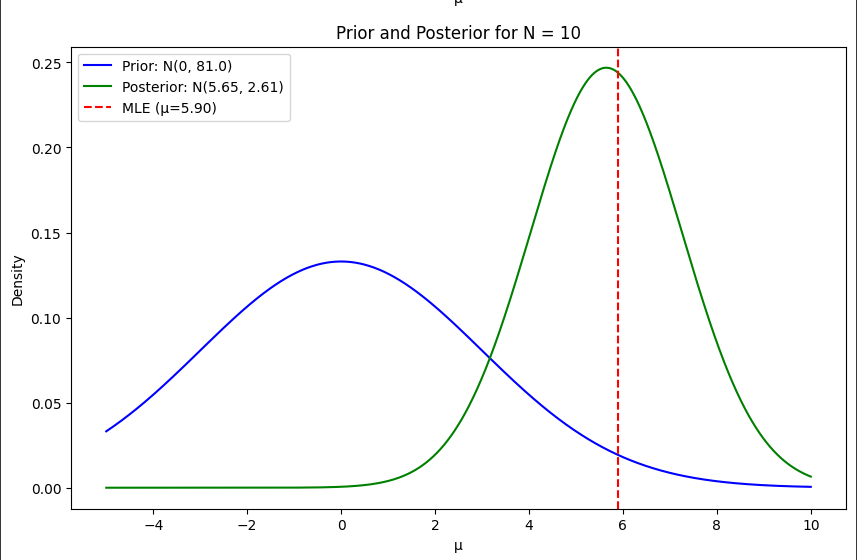 μ
Prior and Posterior for N = 10
Prior: N(0, 81.0)
Posterior: N(5.65, 2.61)
MLE (μ=5.90)
0.25
0.20
0.15
0.10
0.05
0.00
Density
−4
−2
0
2
4
6
8
10
μ